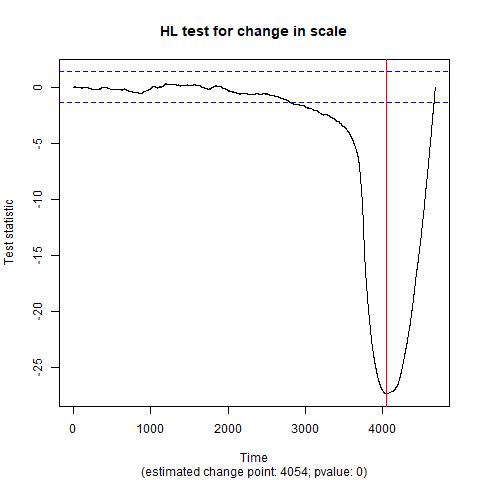 HL test for change in scale
Test statistic
0
-5
-10
-15
-20
-25
0 1000 2000 3000 4000
Time
(estimated change point: 4054; pvalue: 0)